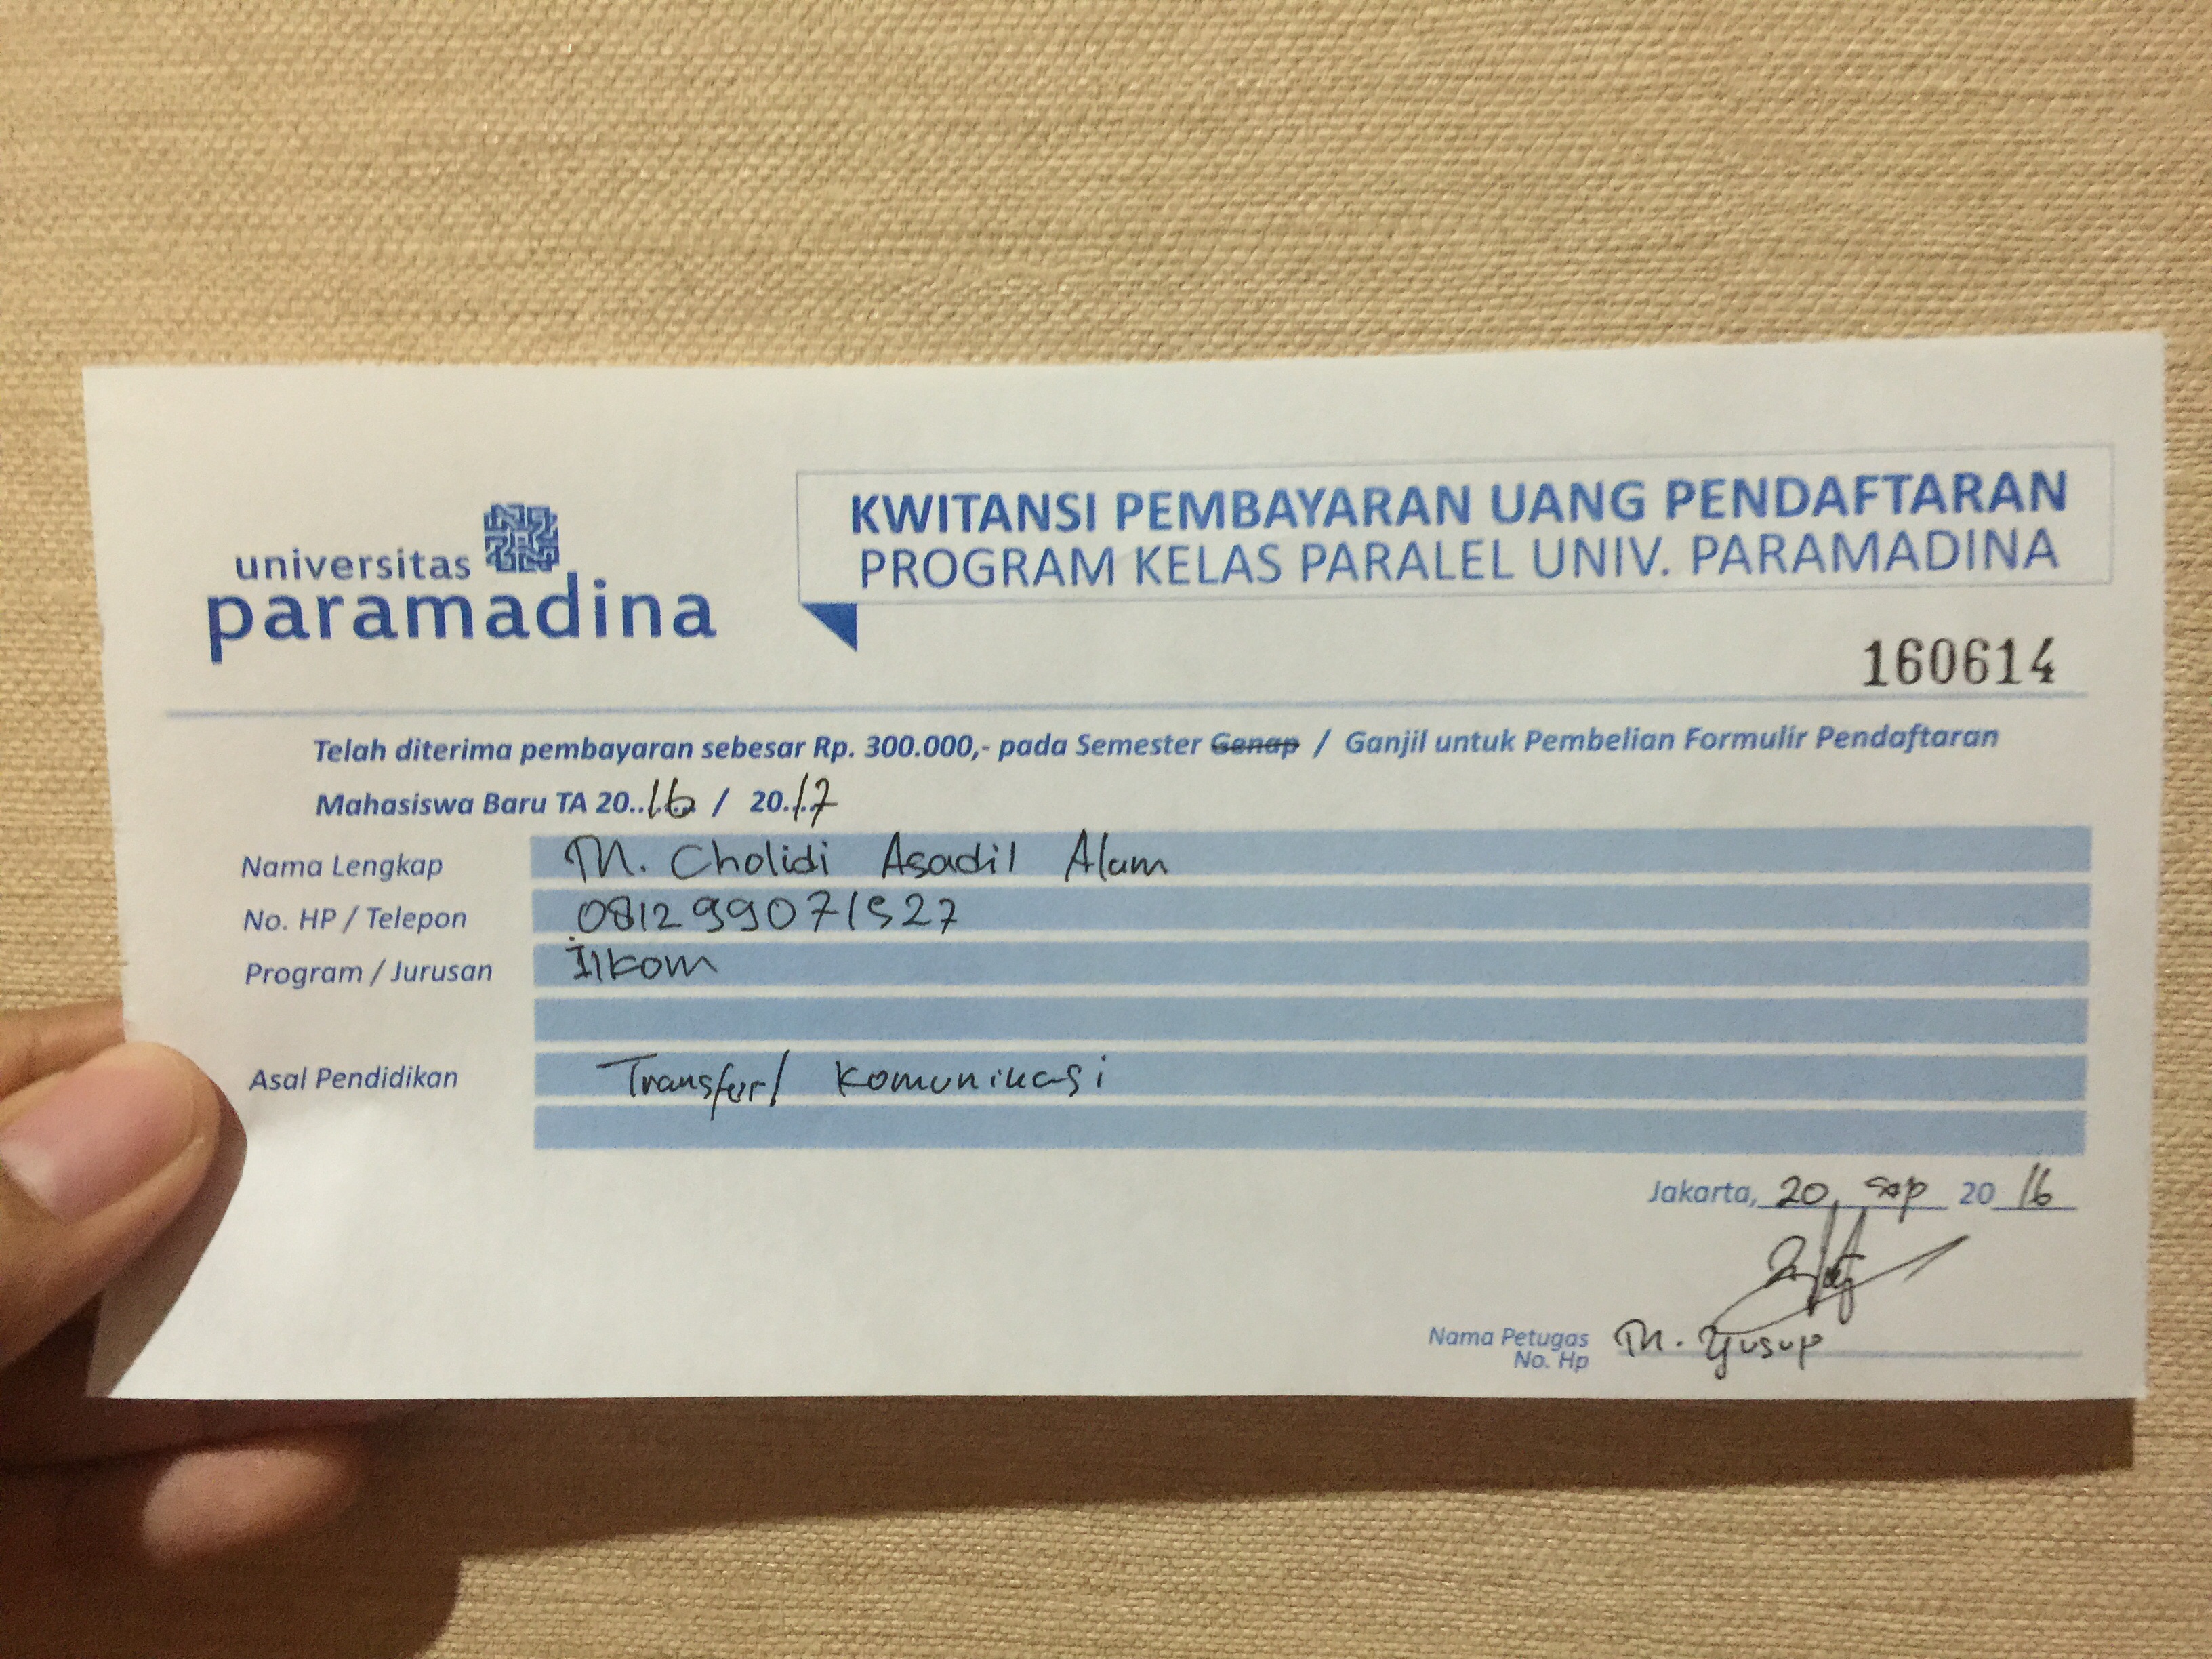 universitas
paramadina
KWITANSI PEMBAYARAN UANG PENDAFTARAN
PROGRAM KELAS PARALEL UNIV. PARAMADINA
160614
Telah diterima pembayaran sebesar Rp. 300.000,- pada Semester Genap / Ganjil untuk Pembelian Formulir Pendaftaran
Mahasiswa Baru TA 20..16 / 20.17
Nama Lengkap M. Cholidi Asadil Alam
No. HP / Telepon 081299071527
Program / Jurusan Ilkom
Asal Pendidikan Transfer/ Komunikasi
Jakarta, 20, Sep 20 16
Nama Petugas M. Yusup
No. Hp